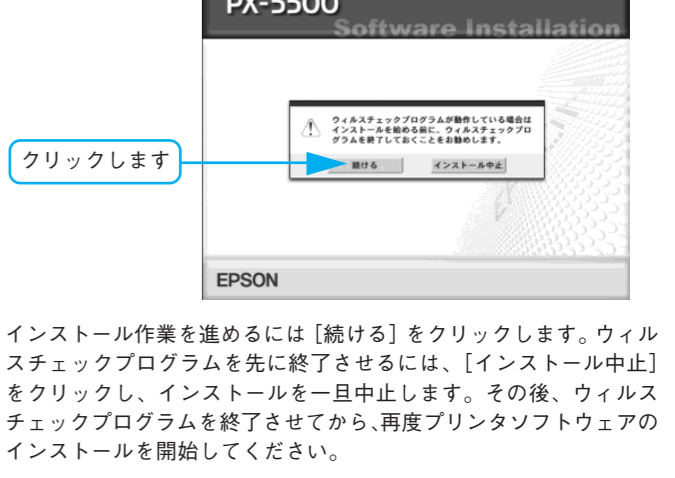 PX-5500
Software Installation
ウィルスチェックプログラムが動作している場合は
インストールを始める前に、ウィルスチェックプロ
グラムを終了しておくことをお勧めします。
クリックします
続ける
インストール中止
EPSON
インストール作業を進めるには［続ける］をクリックします。ウィル
スチェックプログラムを先に終了させるには、［インストール中止］
をクリックし、インストールを一旦中止します。その後、ウィルス
チェックプログラムを終了させてから、再度プリンタソフトウェアの
インストールを開始してください。